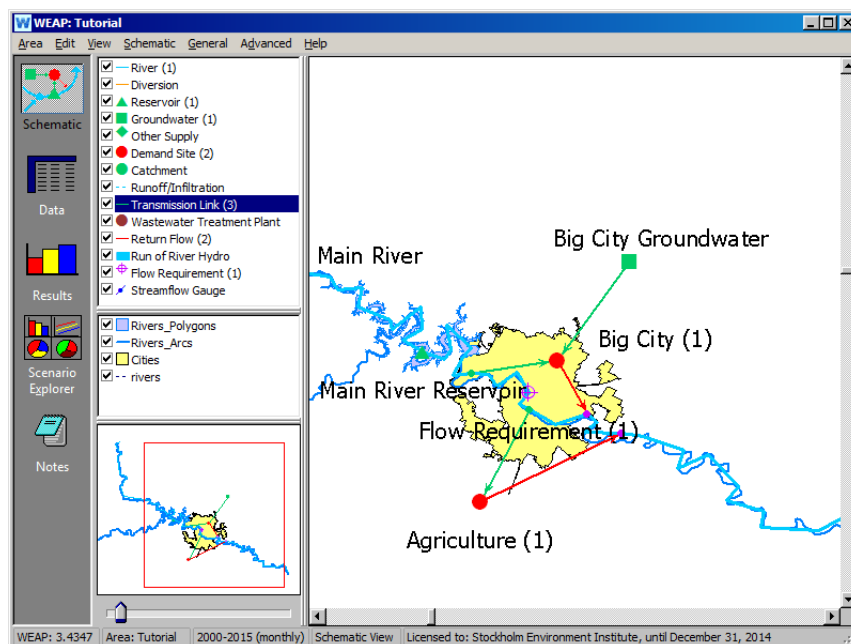 WEAP: Tutorial
Area Edit View Schematic General Advanced Help
Schematic
Data
Results
Scenario
Explorer
Notes
River (1)
Diversion
Reservoir (1)
Groundwater (1)
Other Supply
Demand Site (2)
Catchment
Runoff/Infiltration
Transmission Link (3)
Wastewater Treatment Plant
Return Flow (2)
Run of River Hydro
Flow Requirement (1)
Streamflow Gauge
Rivers_Polygons
Rivers_Arcs
Cities
rivers
Big City Groundwater
Main River
Big City (1)
Main River Reservoir
Flow Requirement (1)
Agriculture (1)
WEAP: 3.4347 Area: Tutorial 2000-2015 (monthly) Schematic View Licensed to: Stockholm Environment Institute, until December 31, 2014